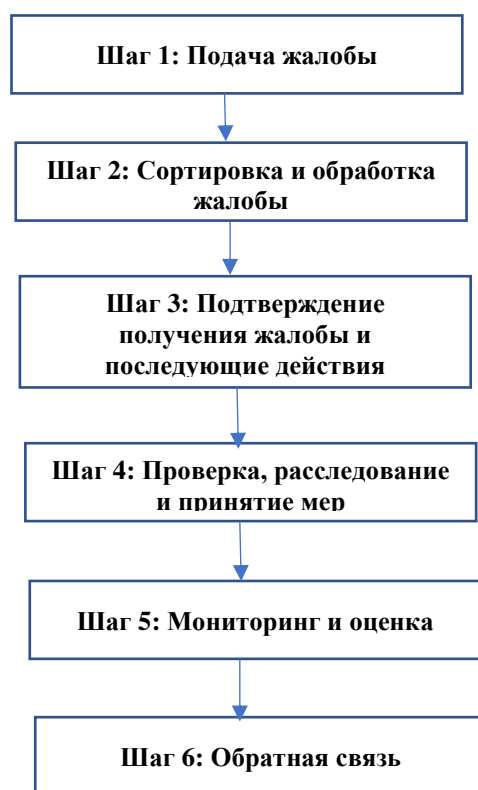 Шаг 1: Подача жалобы
Шаг 2: Сортировка и обработка
жалобы
Шаг 3: Подтверждение
получения жалобы и
последующие действия
Шаг 4: Проверка, расследование
и принятие мер
Шаг 5: Мониторинг и оценка
Шаг 6: Обратная связь